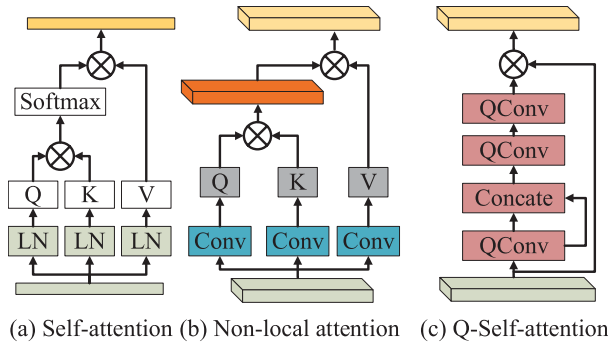 Softmax
Q K V
LN LN LN
(a) Self-attention
Q K V
Conv Conv Conv
(b) Non-local attention
QConv
QConv
Concate
QConv
(c) Q-Self-attention